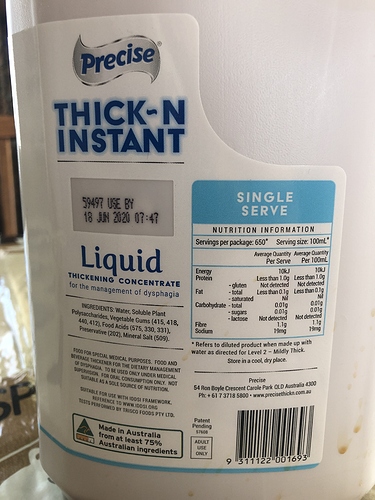 Precise®
THICK-N
INSTANT
59497 USE BY
18 JUN 2020 07:47
Liquid
THICKENING CONCENTRATE
for the management of dysphagia
INGREDIENTS: Water, Soluble Plant
Polysaccharides, Vegetable Gums (415, 418,
440, 412), Food Acids (575, 330, 331),
Preservative (202), Mineral Salt (509).
FOOD FOR SPECIAL MEDICAL PURPOSES. FOOD AND
BEVERAGE THICKENER FOR THE DIETARY MANAGEMENT
OF DYSPHAGIA. TO BE USED ONLY UNDER MEDICAL
SUPERVISION. FOR ORAL CONSUMPTION ONLY. NOT
SUITABLE AS A SOLE SOURCE OF NUTRITION.
SUITABLE FOR USE WITH IDDSI FRAMEWORK.
REFERENCE TO WWW.IDDSI.ORG
TESTS PERFORMED BY TRICOS FOODS PTY LTD.
Made in Australia
from at least 75%
Australian ingredients
SINGLE
SERVE
NUTRITION INFORMATION
Servings per package: 650* Serving size: 100mL*
Average Quantity Average Quantity
Per Serve Per 100mL
Energy 10kJ 10kJ
Protein Less than 1.0g Less than 1.0g
- gluten Not detected Not detected
Fat - total Less than 0.1g Less than 0.1g
- saturated Nil Nil
Carbohydrate - total 0.01g 0.01g
- sugars 0.01g 0.01g
- lactose Not detected Not detected
Fibre 1.1g 1.1g
Sodium 19mg 19mg
* Refers to diluted product when made up with
water as directed for Level 2 – Mildly Thick.
Store in a cool, dry place.
Precise
54 Ron Boyle Crescent Carole Park QLD Australia 4300
Ph: + 61 7 3718 5800 • www.precisethickn.com.au
Patent
Pending
57608
ADULT
USE
ONLY
9 311122 001693